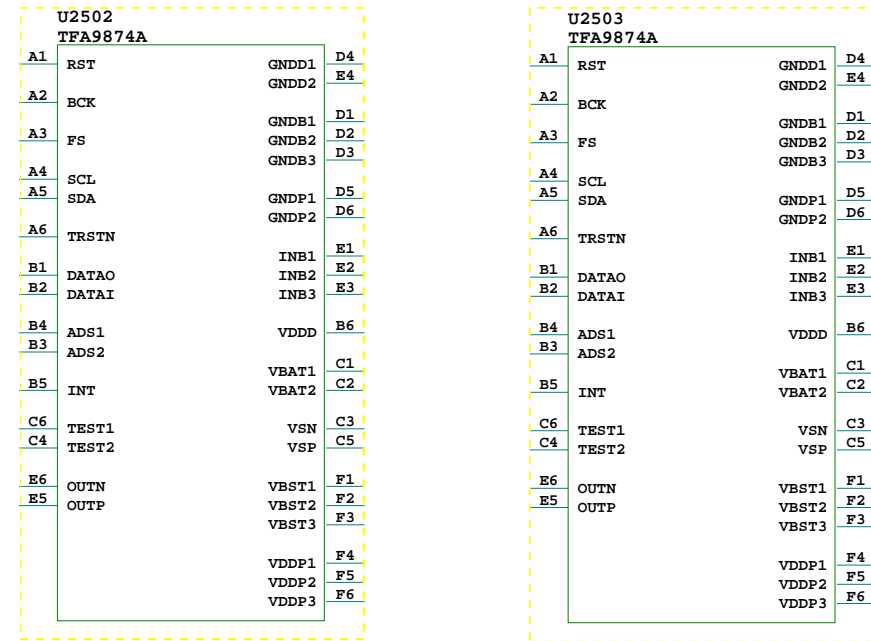 U2502
TFA9874A
A1 RST GNDD1 D4
GNDD2 E4
A2 BCK
GNDB1 D1
A3 FS GNDB2 D2
GNDB3 D3
A4 SCL
A5 SDA GNDP1 D5
GNDP2 D6
A6 TRSTN
INB1 E1
B1 DATAO INB2 E2
B2 DATAI INB3 E3
B4 ADS1 VDDD B6
B3 ADS2
VBAT1 C1
B5 INT VBAT2 C2
C6 TEST1 VSN C3
C4 TEST2 VSP C5
E6 OUTN VBST1 F1
E5 OUTP VBST2 F2
VBST3 F3
VDDP1 F4
VDDP2 F5
VDDP3 F6
U2503
TFA9874A
A1 RST GNDD1 D4
GNDD2 E4
A2 BCK
GNDB1 D1
A3 FS GNDB2 D2
GNDB3 D3
A4 SCL
A5 SDA GNDP1 D5
GNDP2 D6
A6 TRSTN
INB1 E1
B1 DATAO INB2 E2
B2 DATAI INB3 E3
B4 ADS1 VDDD B6
B3 ADS2
VBAT1 C1
B5 INT VBAT2 C2
C6 TEST1 VSN C3
C4 TEST2 VSP C5
E6 OUTN VBST1 F1
E5 OUTP VBST2 F2
VBST3 F3
VDDP1 F4
VDDP2 F5
VDDP3 F6